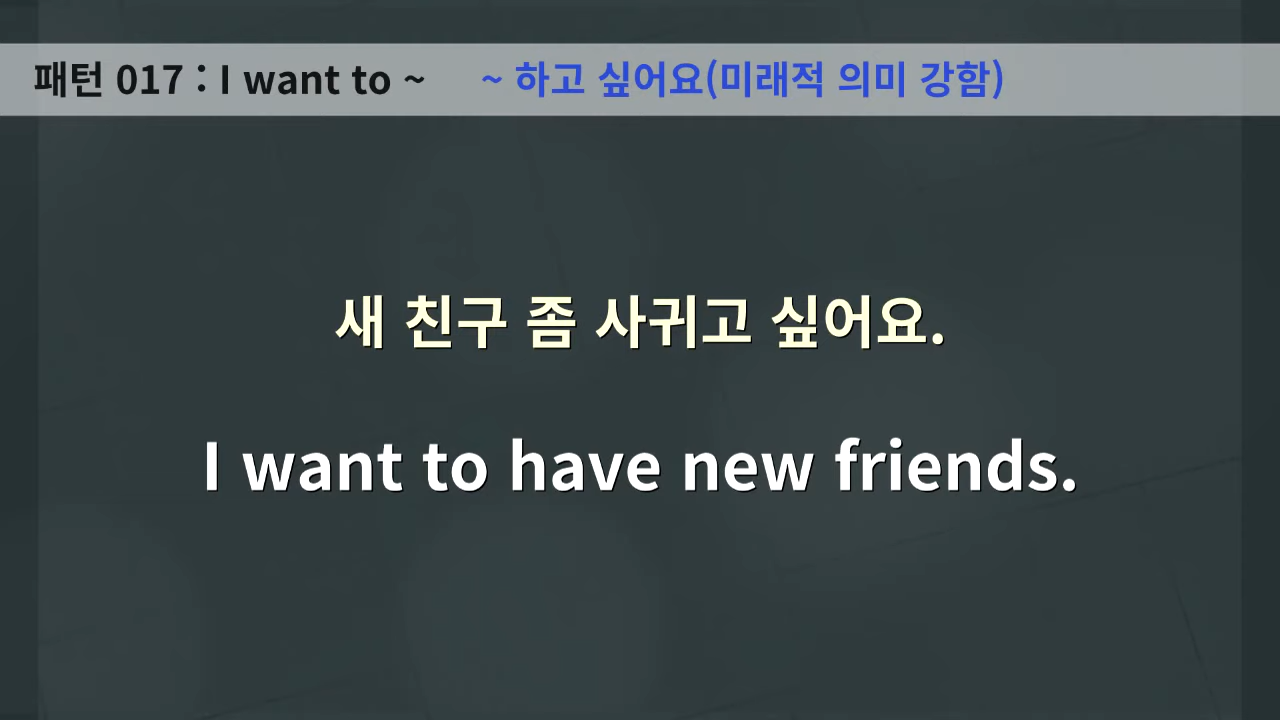 패턴 017 : I want to ~ ~ 하고 싶어요(미래적 의미 강함)
새 친구 좀 사귀고 싶어요.
I want to have new friends.